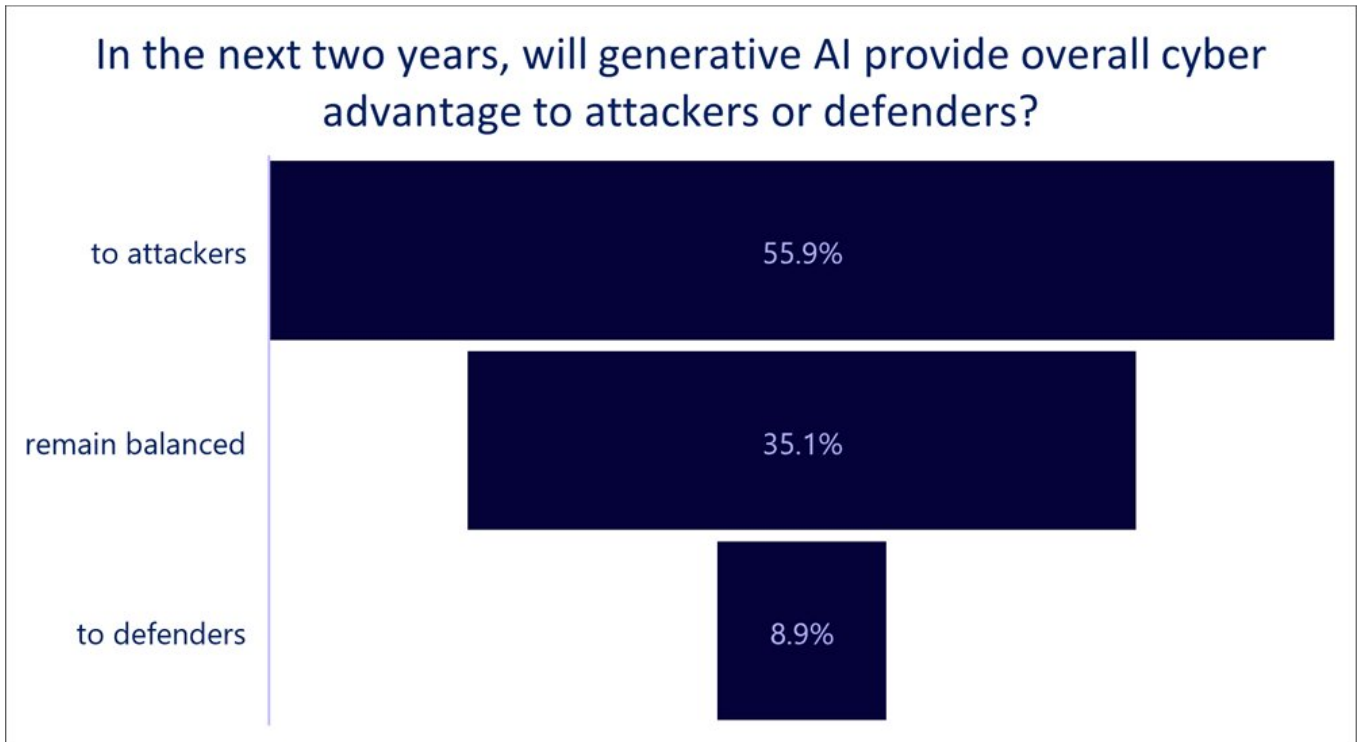 In the next two years, will generative AI provide overall cyber
advantage to attackers or defenders?
to attackers
55.9%
remain balanced
35.1%
to defenders
8.9%